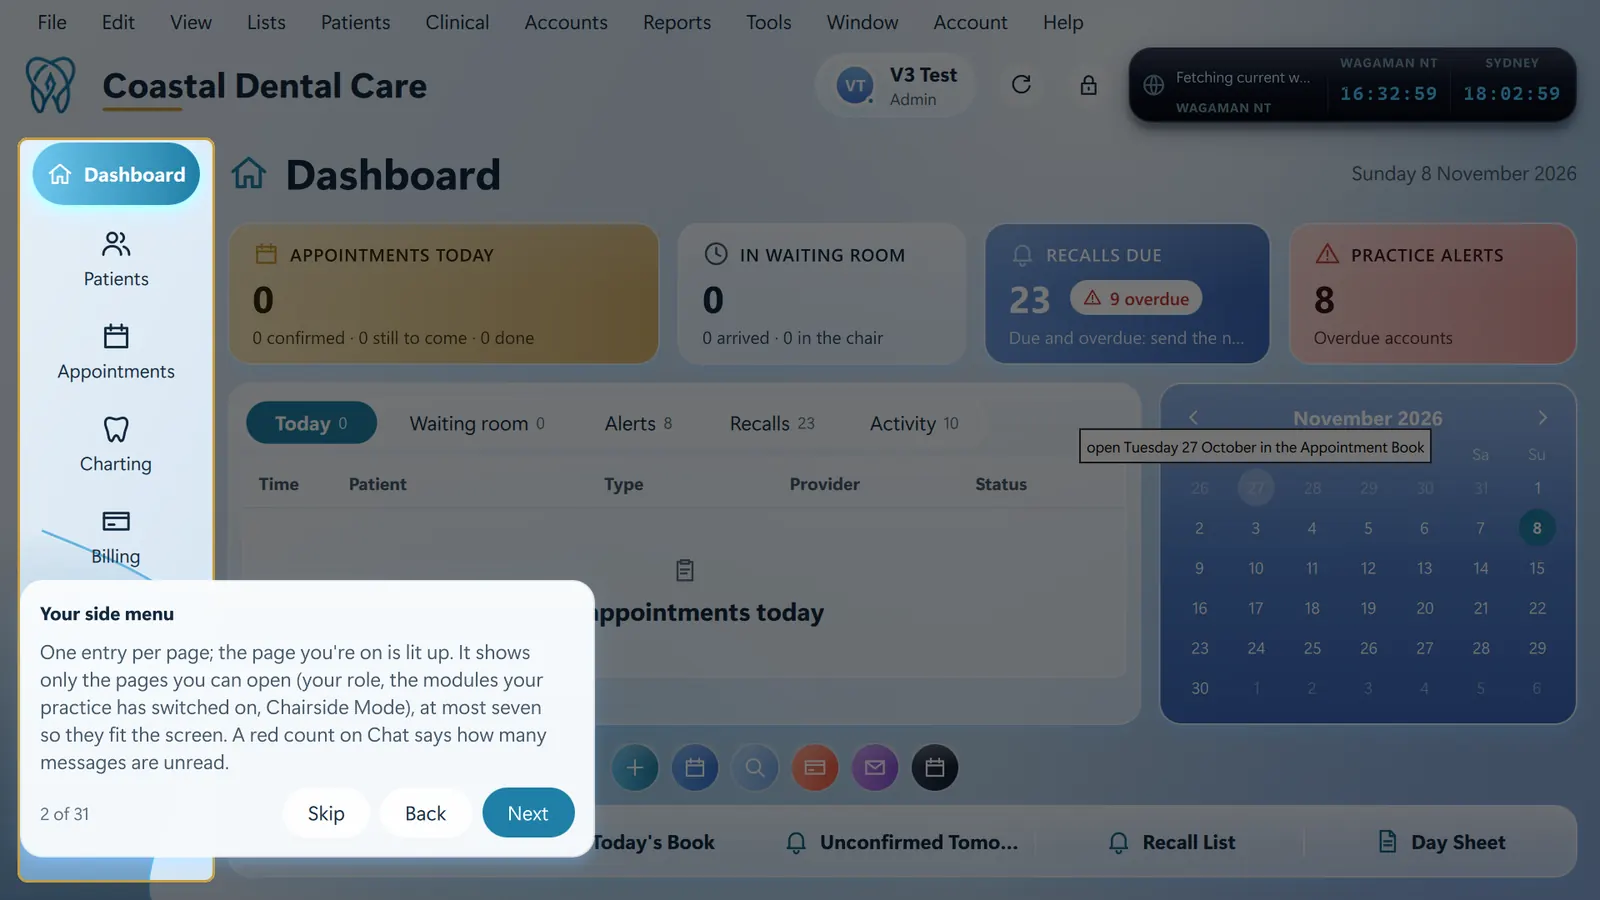 File Edit View Lists Patients Clinical Accounts Reports Tools Window Account Help
Coastal Dental Care
VT
V3 Test
Admin
Fetching current w...
WAGAMAN NT
WAGAMAN NT
16:32:59
SYDNEY
18:02:59
Dashboard
Patients
Appointments
Charting
Billing
Dashboard
Sunday 8 November 2026
APPOINTMENTS TODAY
0
0 confirmed · 0 still to come · 0 done
IN WAITING ROOM
0
0 arrived · 0 in the chair
RECALLS DUE
23 9 overdue
Due and overdue: send the n...
PRACTICE ALERTS
8
Overdue accounts
Today 0 Waiting room 0 Alerts 8 Recalls 23 Activity 10
Time Patient Type Provider Status
appointments today
November 2026
open Tuesday 27 October in the Appointment Book
Sa Su
26 27 28 29 30 31 1
2 3 4 5 6 7 8
9 10 11 12 13 14 15
16 17 18 19 20 21 22
23 24 25 26 27 28 29
30 1 2 3 4 5 6
Your side menu
One entry per page; the page you're on is lit up. It shows
only the pages you can open (your role, the modules your
practice has switched on, Chairside Mode), at most seven
so they fit the screen. A red count on Chat says how many
messages are unread.
2 of 31 Skip Back Next
Today's Book Unconfirmed Tomo... Recall List Day Sheet